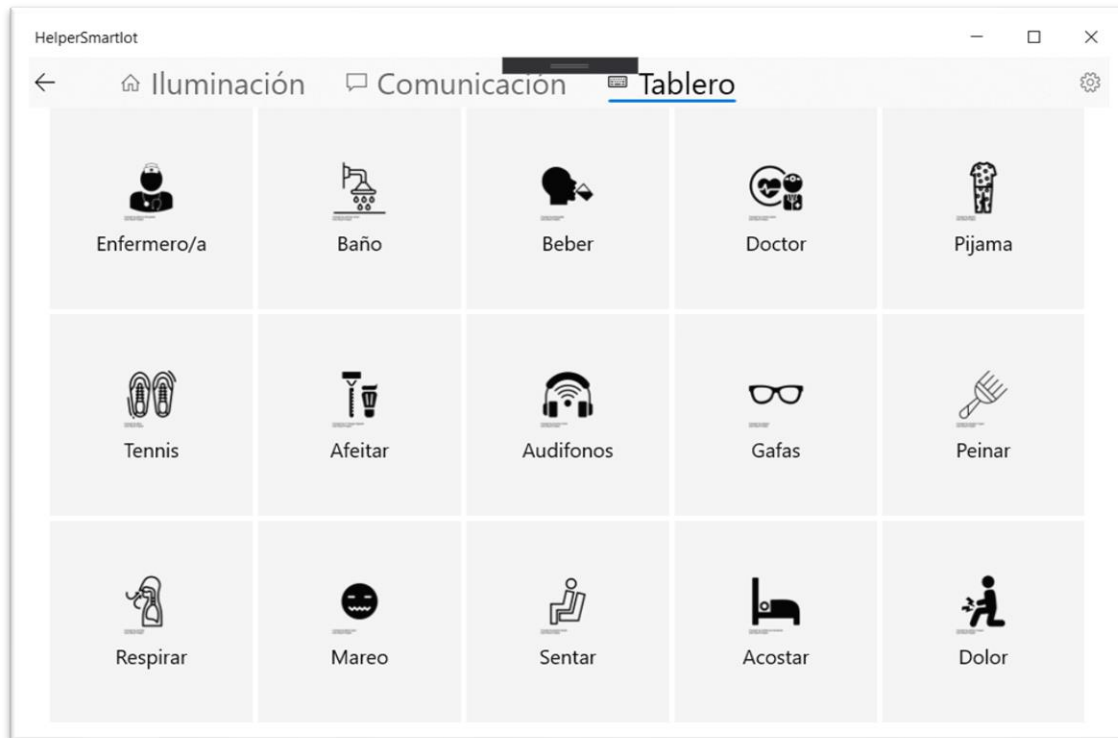 HelperSmartIot
Iluminación Comunicación Tablero
Enfermero/a Baño Beber Doctor Pijama
Tennis Afeitar Audifonos Gafas Peinar
Respirar Mareo Sentar Acostar Dolor